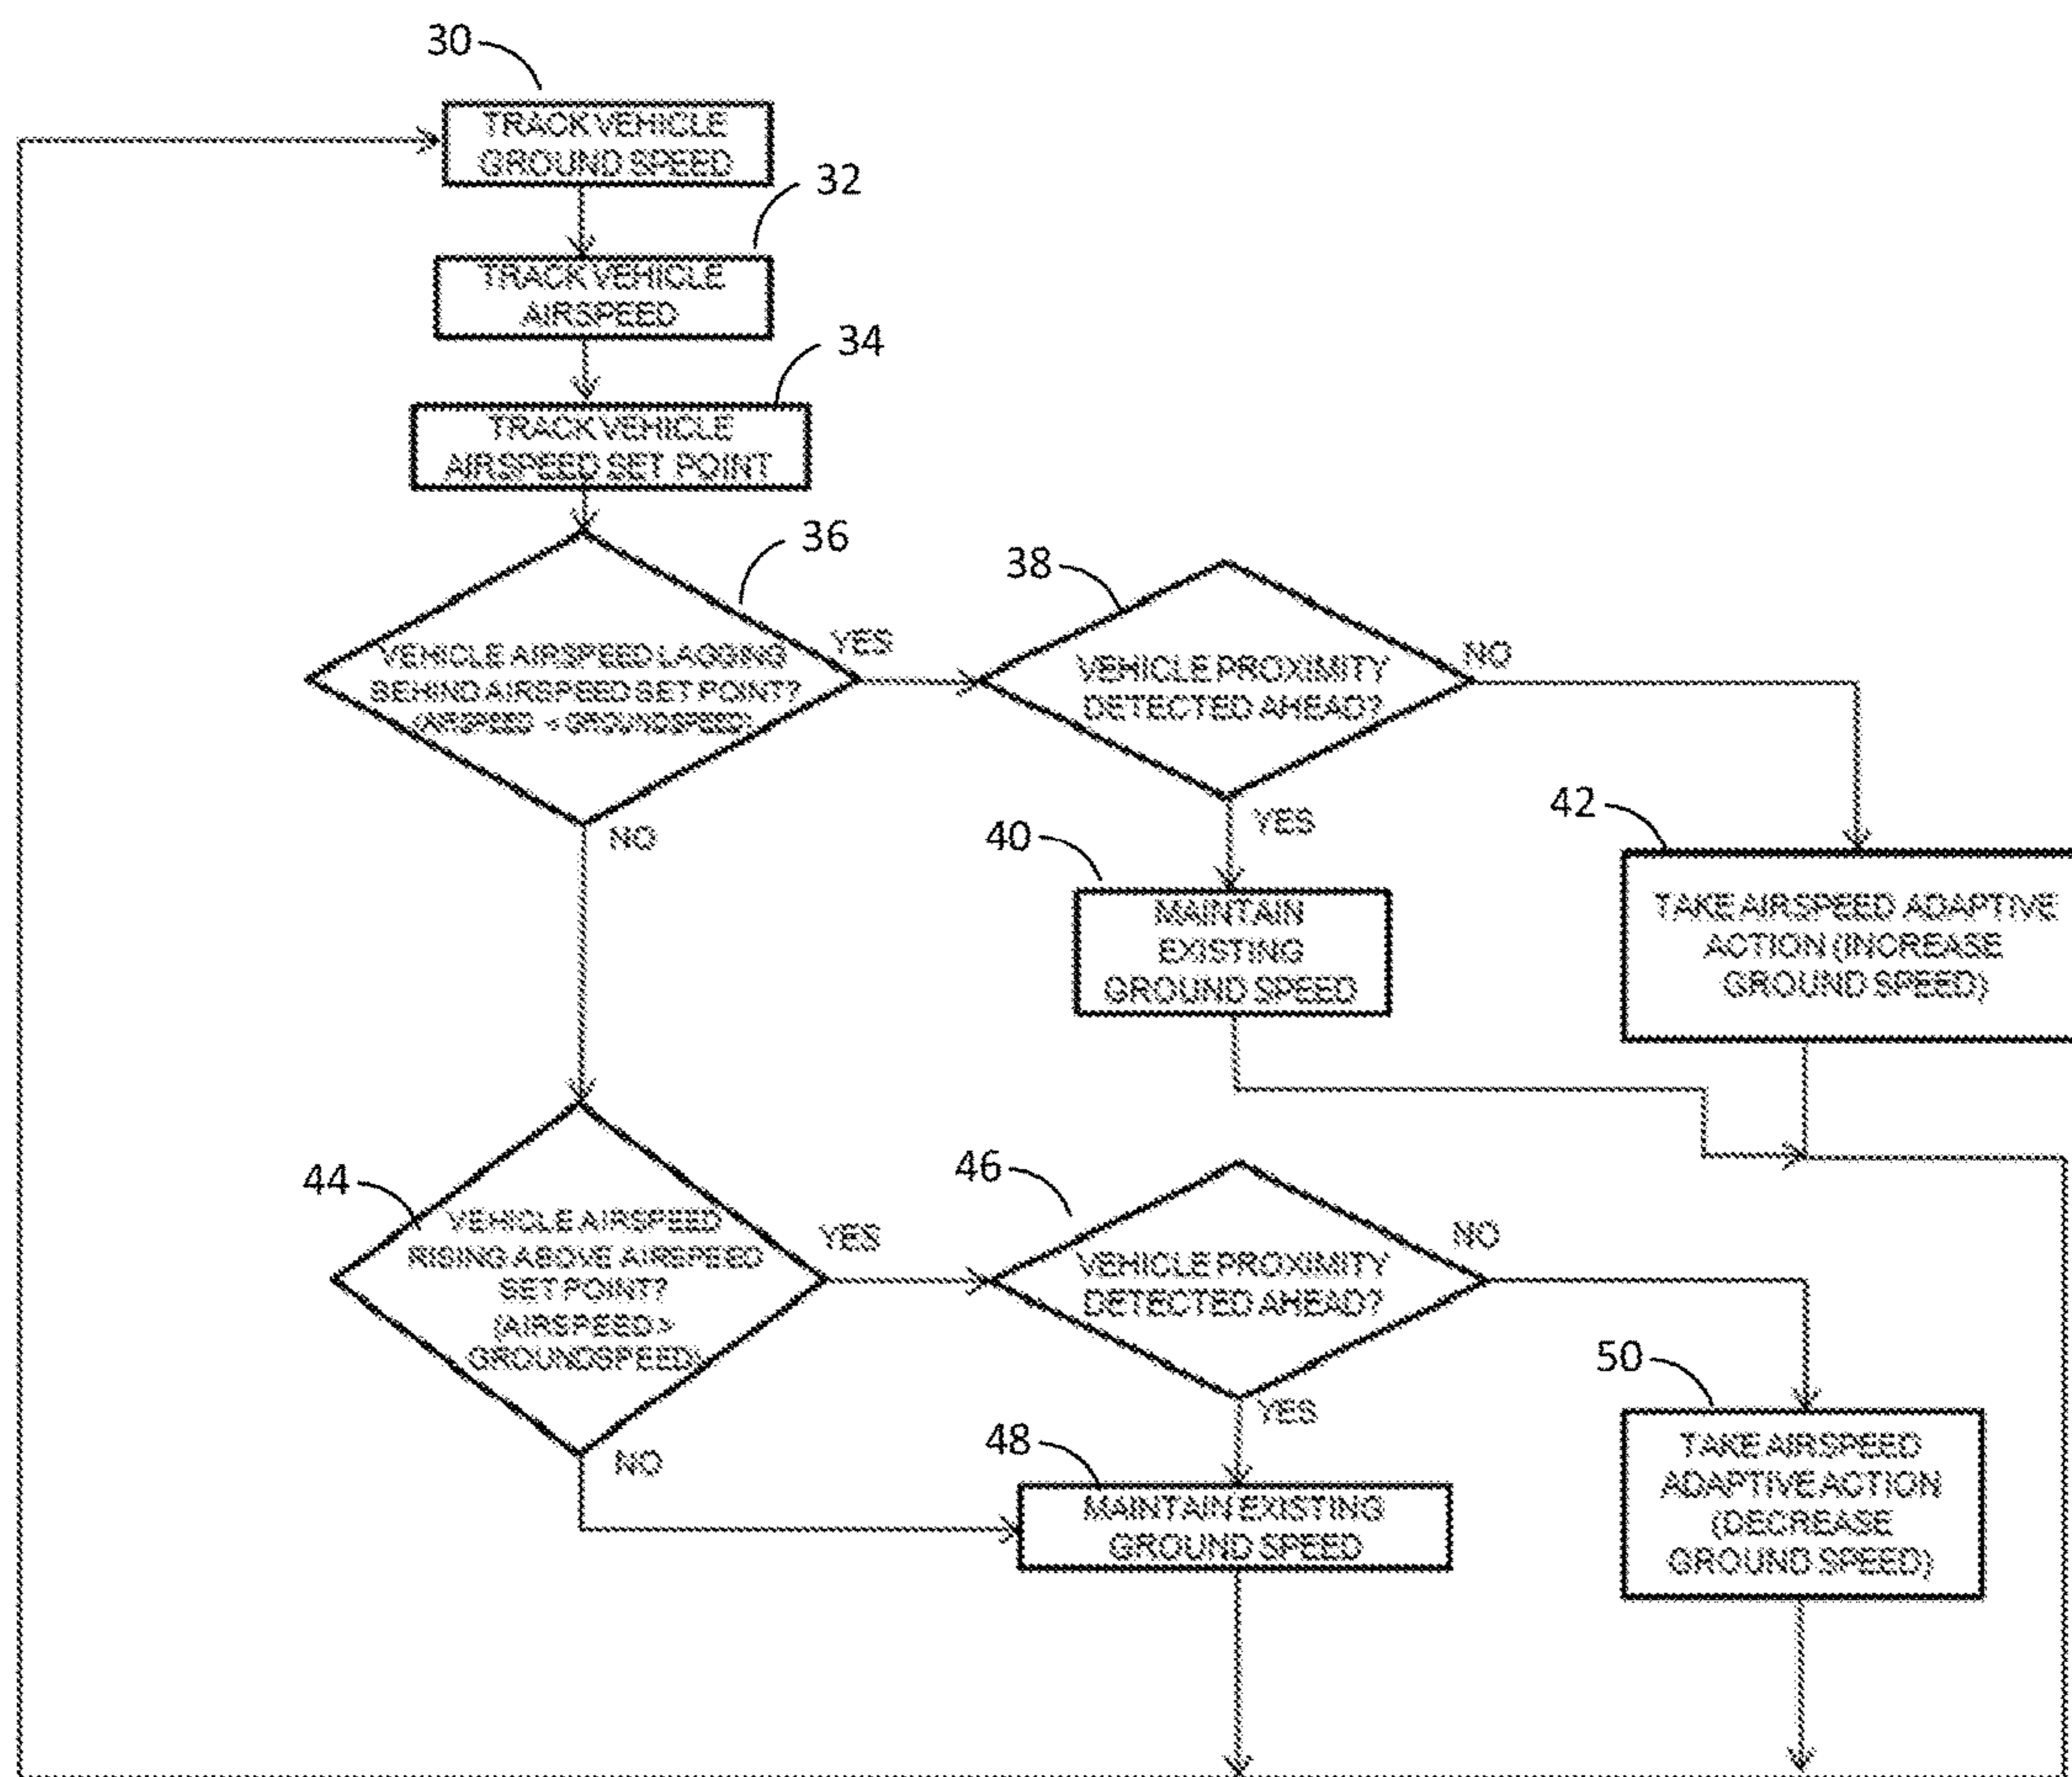 30
TRACK VEHICLE
GROUND SPEED
32
TRACK VEHICLE
AIRSPEED
34
TRACK VEHICLE
AIRSPEED SET POINT
36
VEHICLE AIRSPEED LAGGING
BEHIND AIRSPEED SET POINT?
(AIRSPEED < GROUNDSPEED)
YES
NO
38
VEHICLE PROXIMITY
DETECTED AHEAD?
NO
YES
40
MAINTAIN
EXISTING
GROUND SPEED
42
TAKE AIRSPEED ADAPTIVE
ACTION (INCREASE
GROUND SPEED)
44
VEHICLE AIRSPEED
RISING ABOVE AIRSPEED
SET POINT?
(AIRSPEED >
GROUNDSPEED)
YES
NO
46
VEHICLE PROXIMITY
DETECTED AHEAD?
NO
YES
48
MAINTAIN EXISTING
GROUND SPEED
50
TAKE AIRSPEED
ADAPTIVE ACTION
(DECREASE
GROUND SPEED)